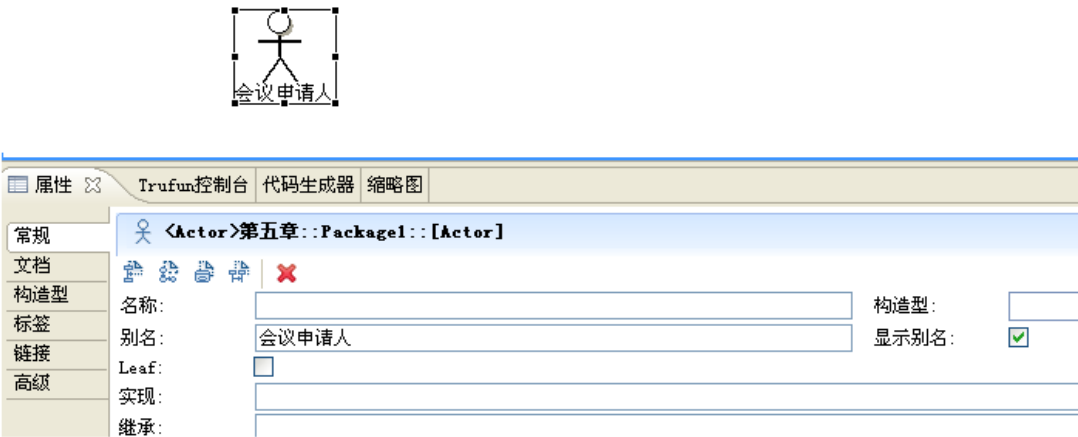 会议申请人
属性 Trufun控制台 代码生成器 缩略图
常规
<Actor>第五章::Package1::[Actor]
文档
构造型
标签
链接
高级
名称: 构造型:
别名: 会议申请人 显示别名:
Leaf:
实现:
继承: